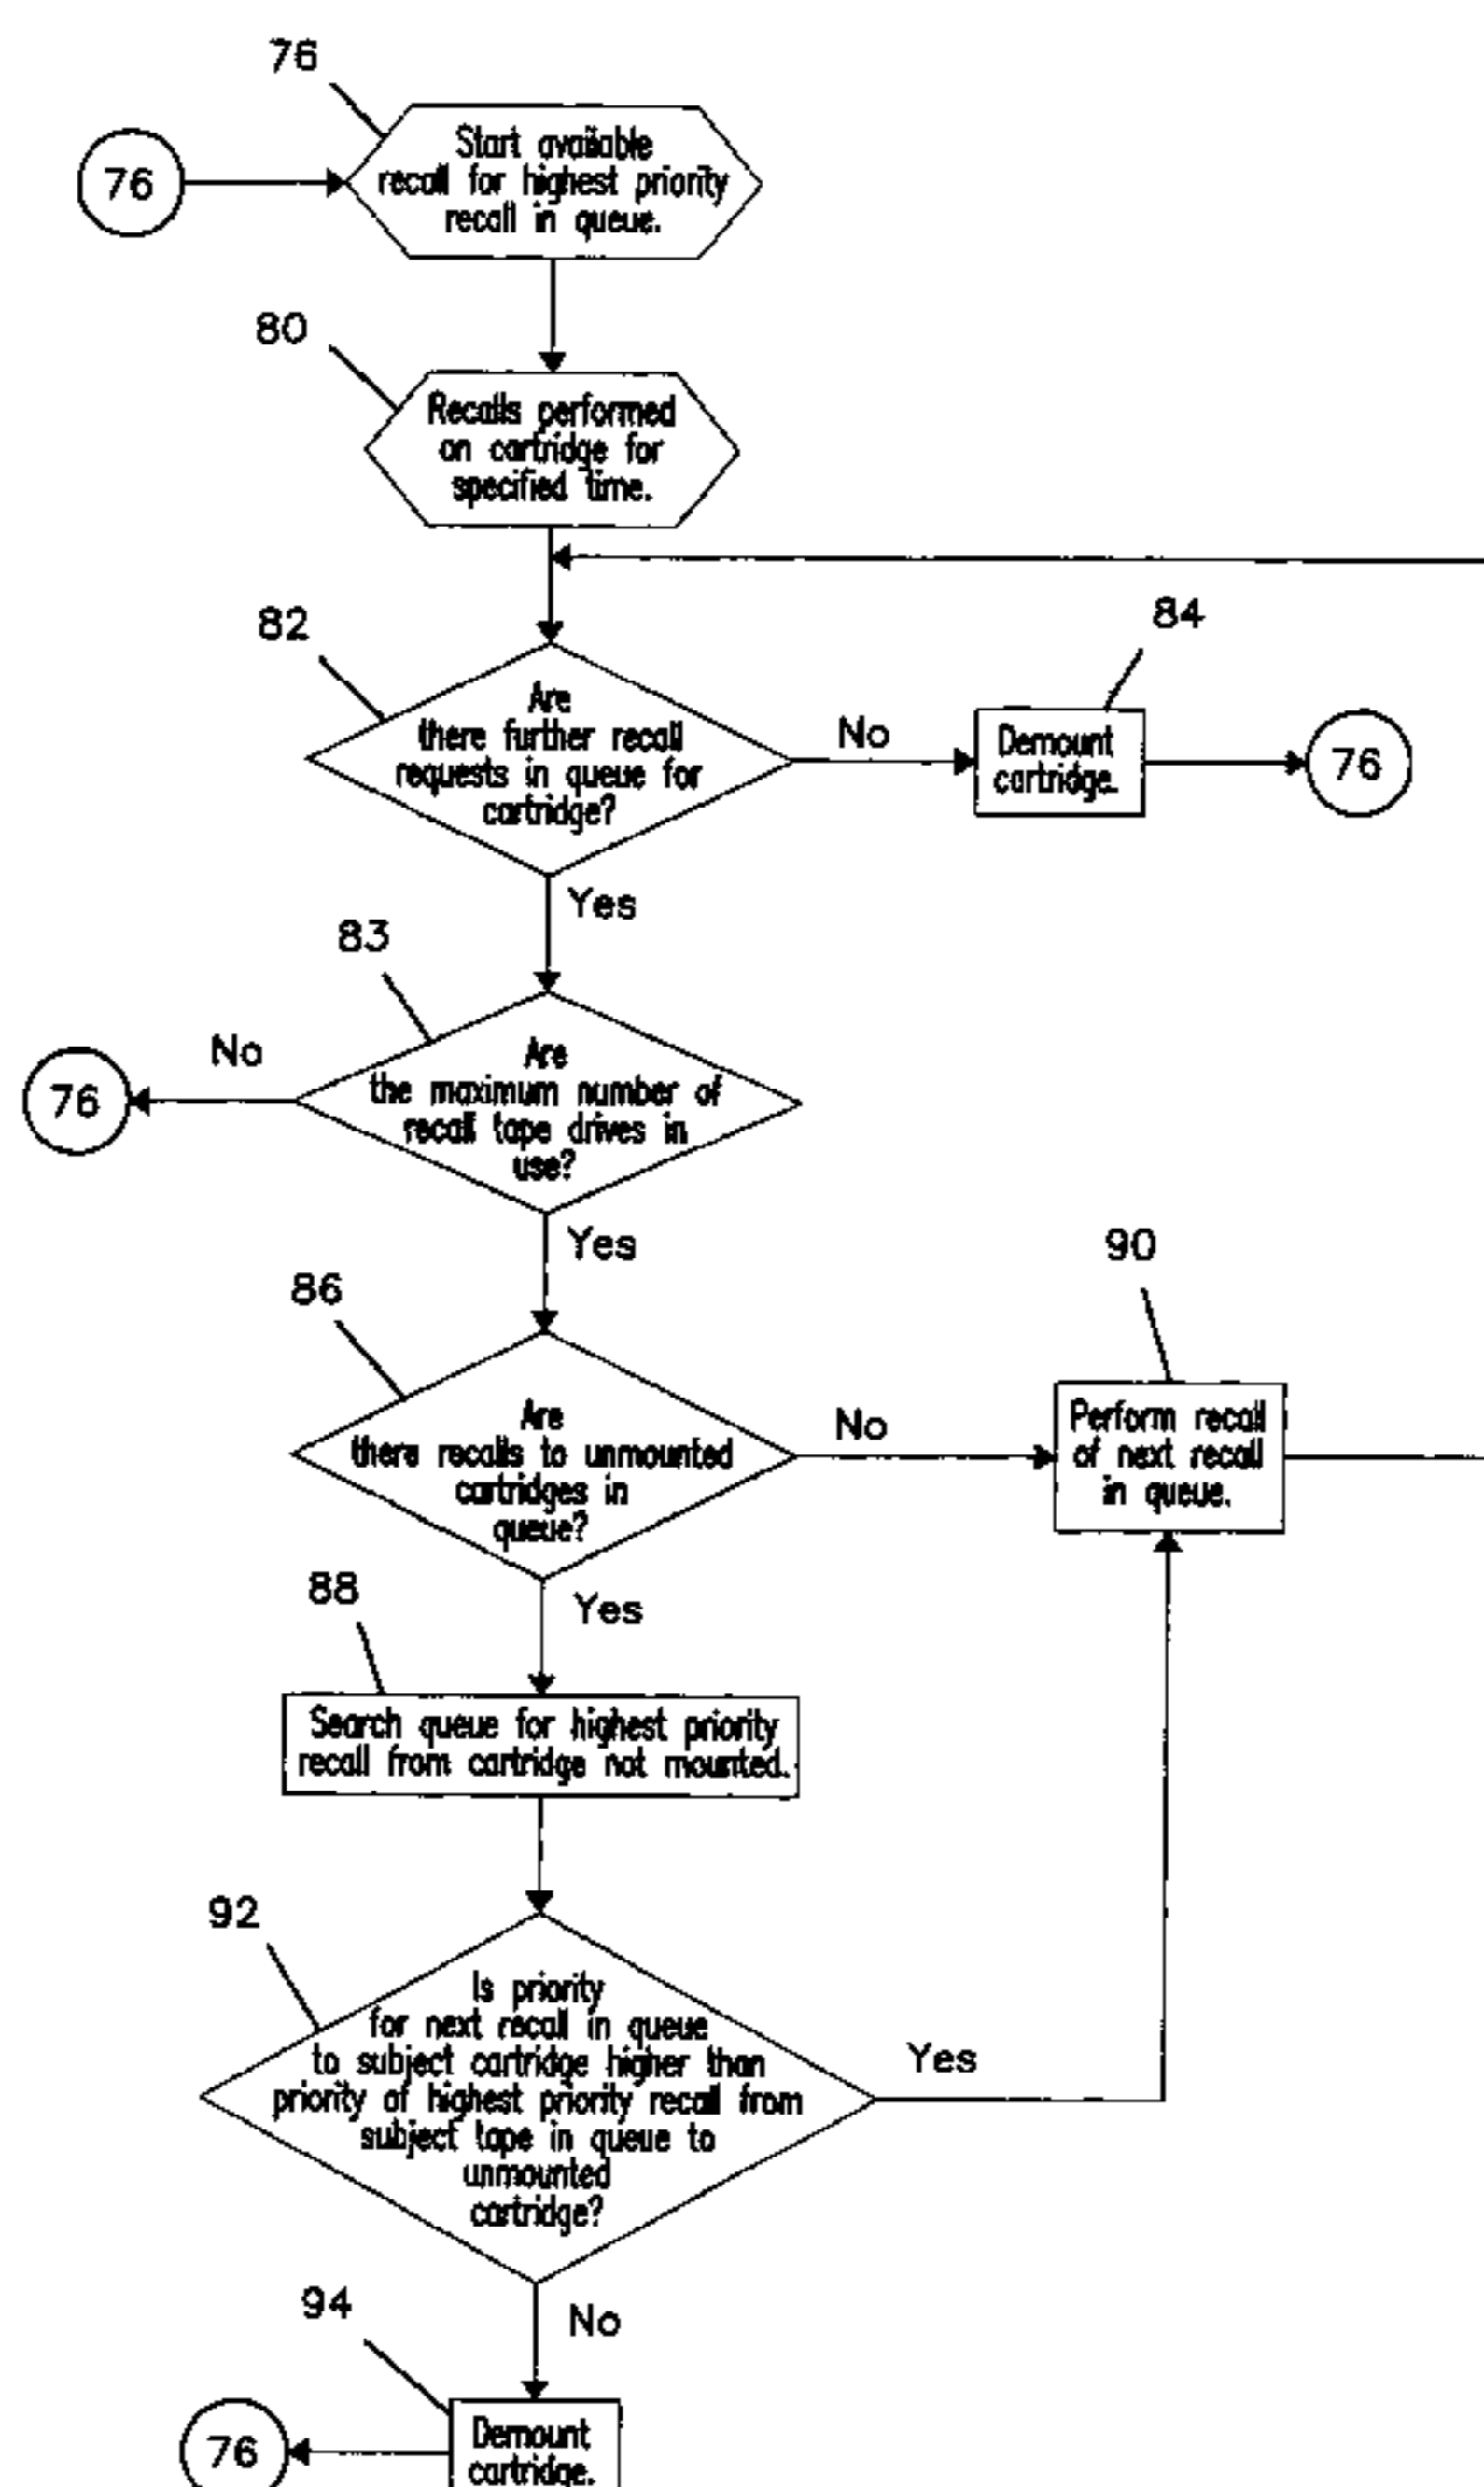 76
76
Start available
recall for highest priority
recall in queue.
80
Recalls performed
on cartridge for
specified time.
82
Are
there further recall
requests in queue for
cartridge?
No
84
Demount
cartridge.
76
Yes
83
Are
the maximum number of
recall tape drives in
use?
No
76
Yes
86
Are
there recalls to unmounted
cartridges in
queue?
No
90
Perform recall
of next recall
in queue.
Yes
88
Search queue for highest priority
recall from cartridge not mounted.
92
Is priority
for next recall in queue
to subject cartridge higher than
priority of highest priority recall from
subject tape in queue to
unmounted
cartridge?
Yes
No
94
Demount
cartridge.
76